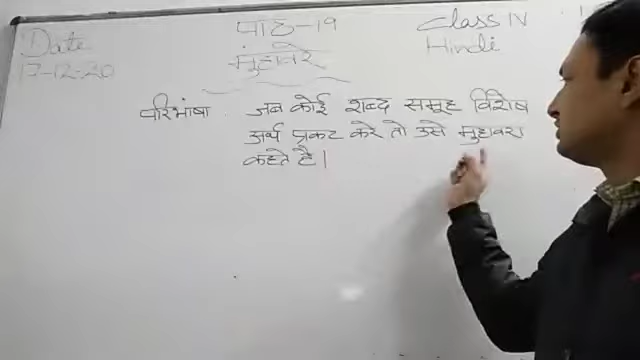 Date
17-12-20
पाठ-19
मुहावरे
Class IV
Hindi
परिभाषा जब कोई शब्द समूह विशेष
अर्थ प्रकट करे तो उसे मुहावरा
कहते है।